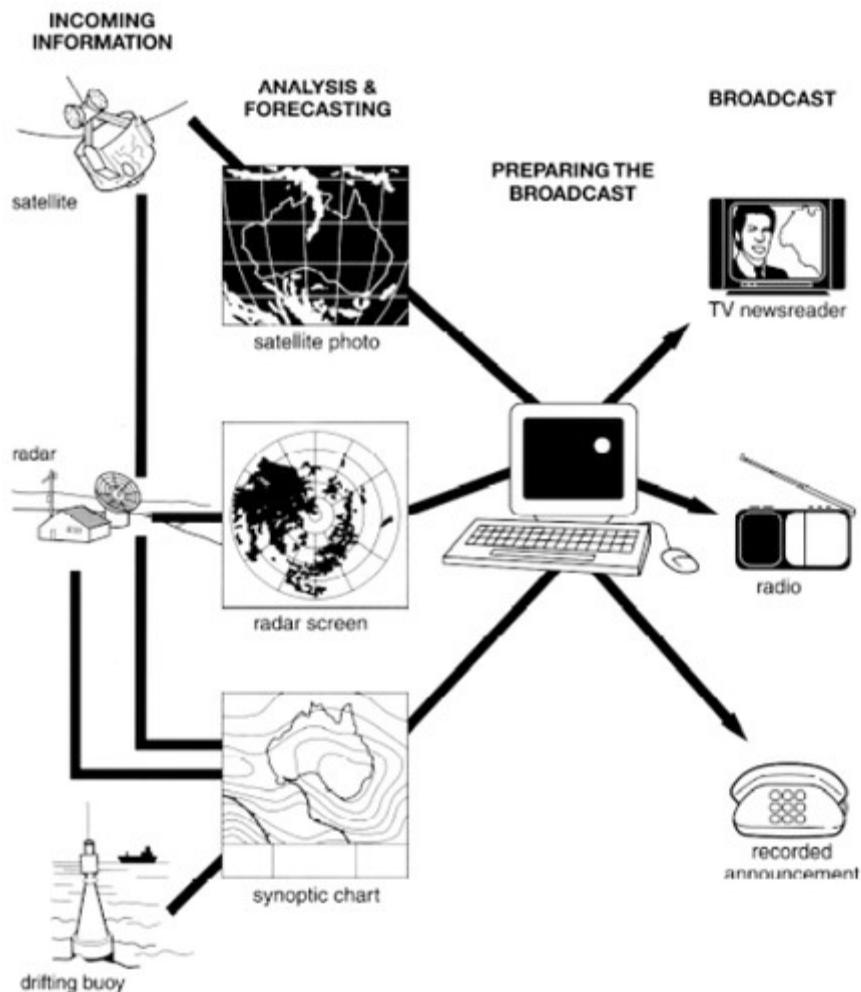 INCOMING
INFORMATION
satellite
radar
drifting buoy
ANALYSIS &
FORECASTING
satellite photo
radar screen
synoptic chart
PREPARING THE
BROADCAST
BROADCAST
TV newsreader
radio
recorded
announcement